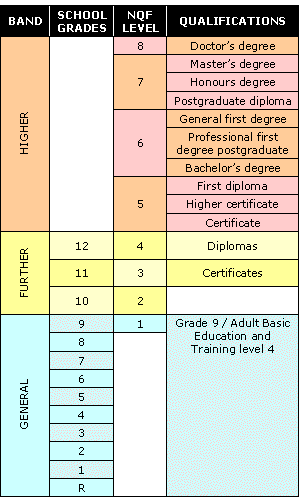 BAND SCHOOL GRADES NQF LEVEL QUALIFICATIONS
HIGHER
8 Doctor's degree
7 Master's degree
Honours degree
Postgraduate diploma
6 General first degree
Professional first
degree postgraduate
Bachelor's degree
5 First diploma
Higher certificate
Certificate
FURTHER
12 4 Diplomas
11 3 Certificates
10 2
GENERAL
9 1 Grade 9 / Adult Basic
Education and
Training level 4
8
7
6
5
4
3
2
1
R